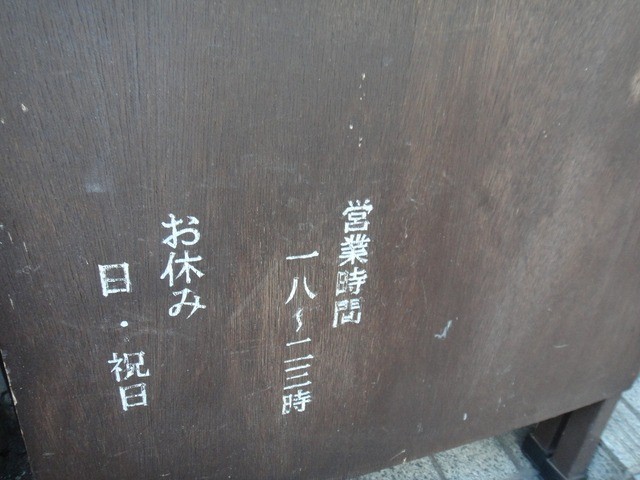 営業時間
一八〜二三時
お休み
日・祝日